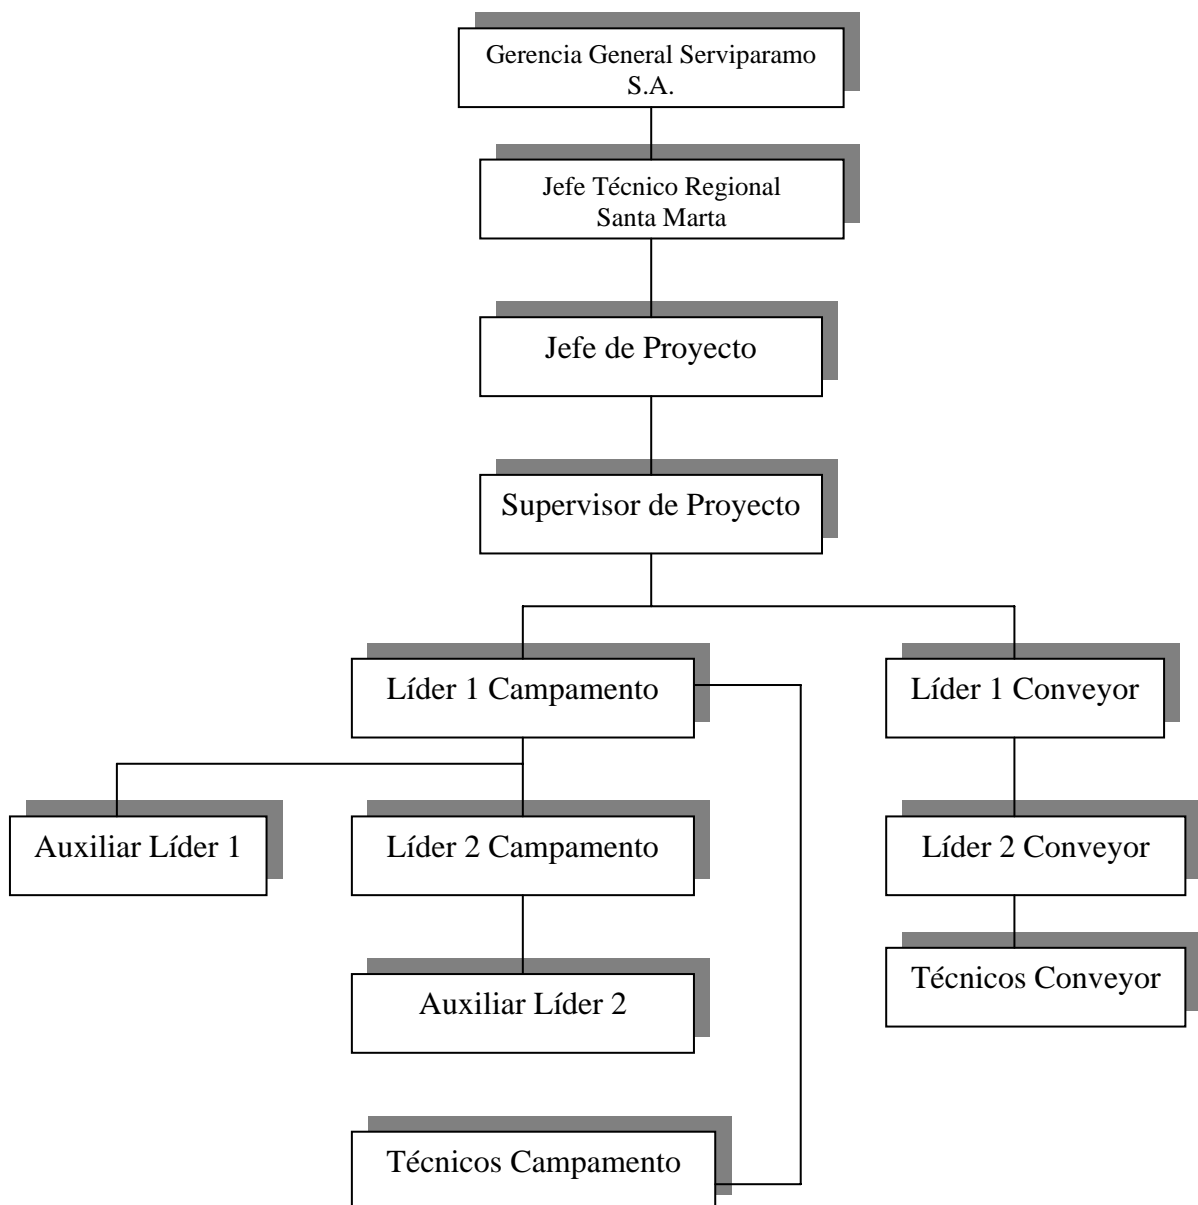 Gerencia General Serviparamo
S.A.
Jefe Técnico Regional
Santa Marta
Jefe de Proyecto
Supervisor de Proyecto
Líder 1 Campamento
Líder 1 Conveyor
Auxiliar Líder 1
Líder 2 Campamento
Líder 2 Conveyor
Auxiliar Líder 2
Técnicos Conveyor
Técnicos Campamento